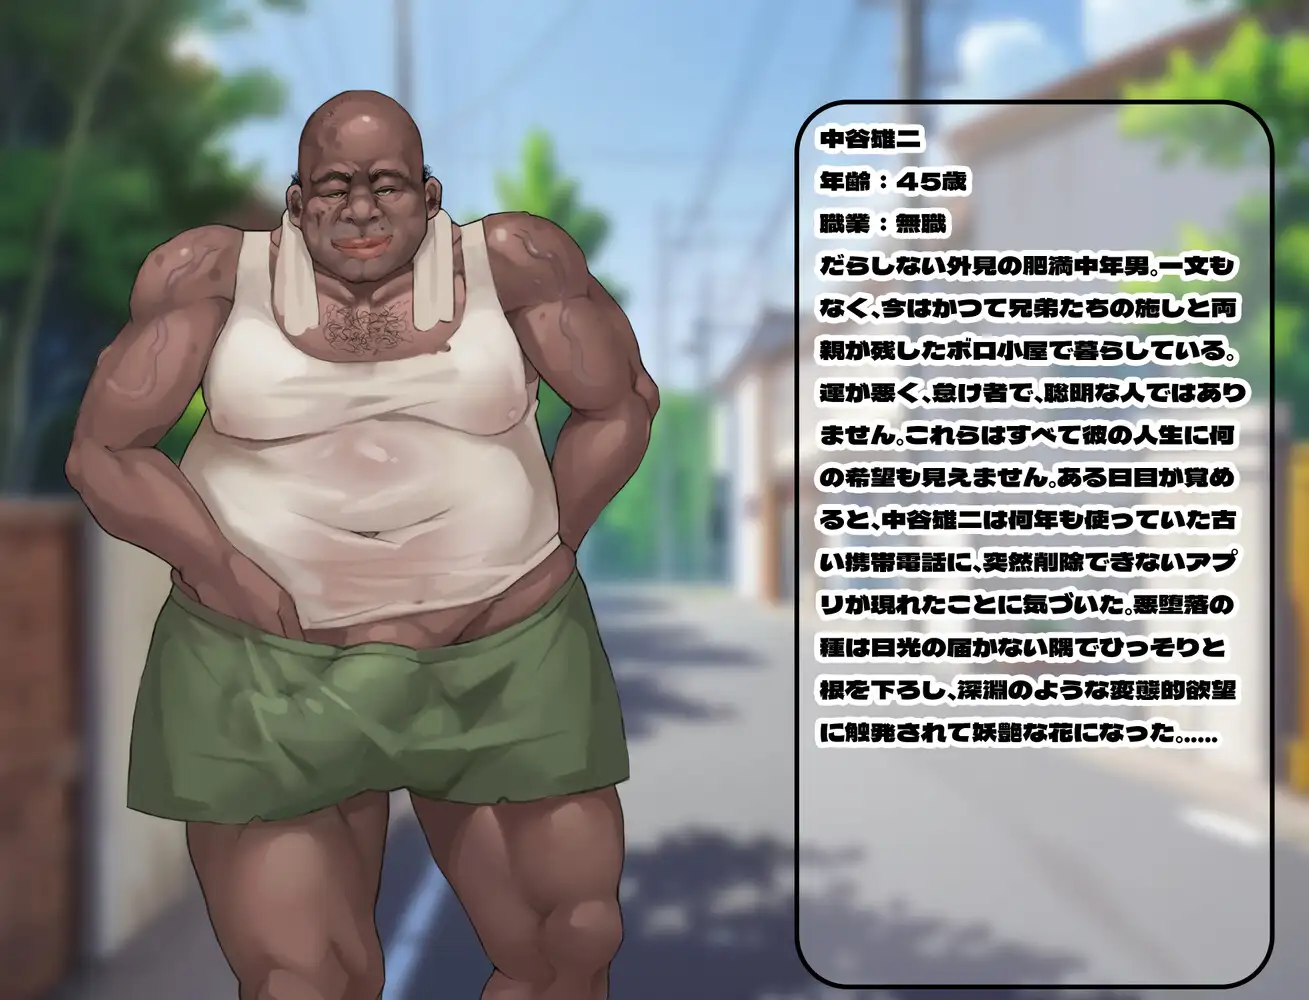 中谷雄二
年齢：45歳
職業：無職
だらしない外見の肥満中年男。一文も
なく、今はかつて兄弟たちの施しと両
親が残したボロ小屋で暮らしている。
運が悪く、怠け者で、聡明な人ではあり
ません。これらはすべて彼の人生に何
の希望も見えません。ある日目が覚め
ると、中谷雄二は何年も使っていた古
い携帯電話に、突然削除できないアプ
リが現れたことに気づいた。悪堕落の
種は日光の届かない隅でひっそりと
根を下ろし、深淵のような変態的欲望
に触発されて妖艶な花になった。......